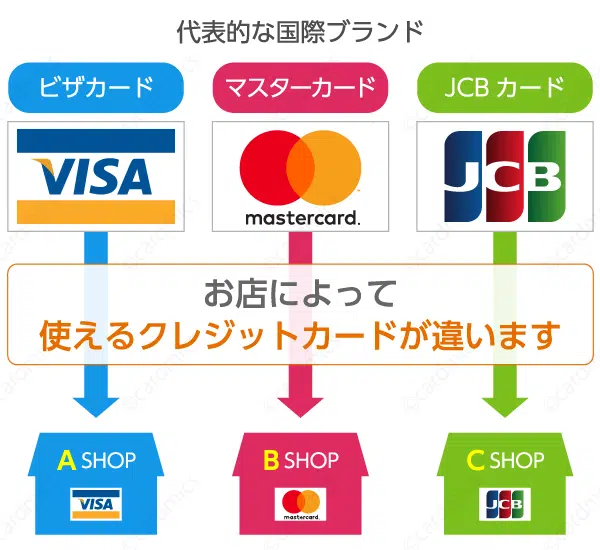 代表的な国際ブランド
ビザカード
マスターカード
JCB カード
VISA
mastercard.
JCB
お店によって
使えるクレジットカードが違います
A SHOP
B SHOP
C SHOP
VISA
mastercard.
JCB